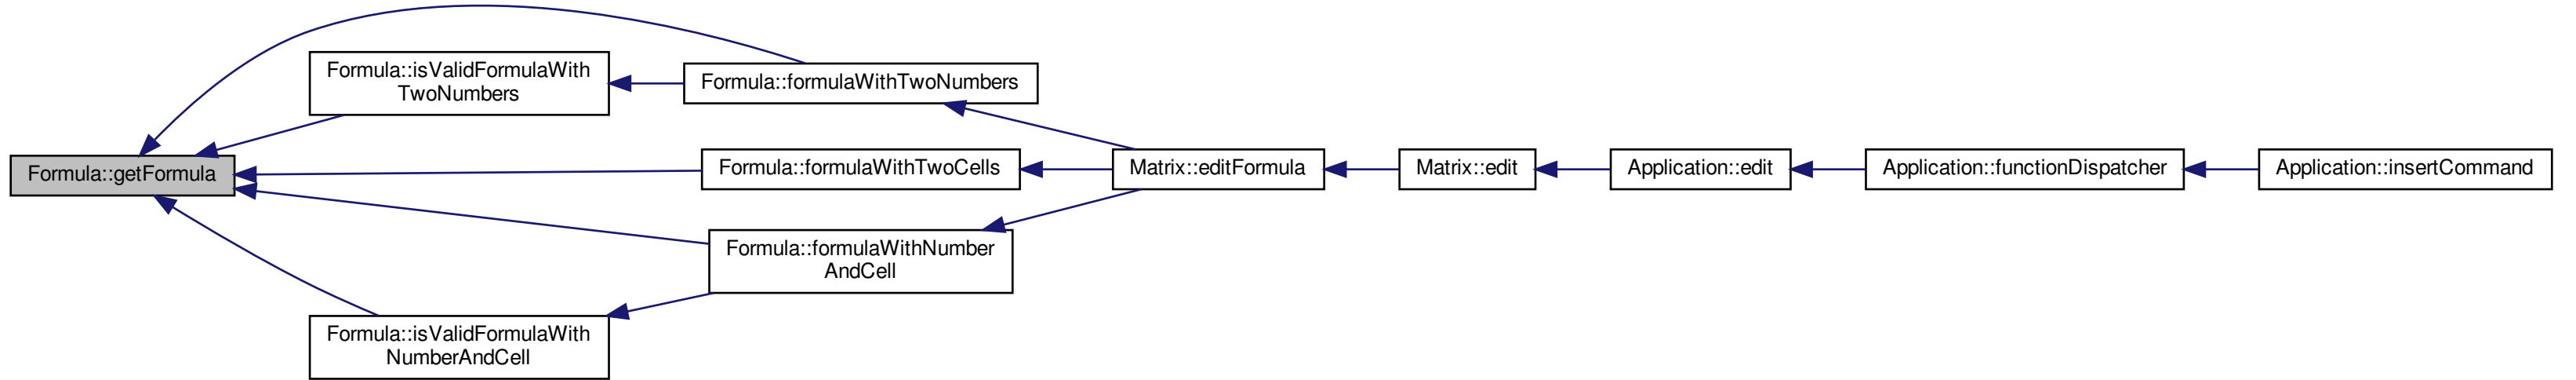 Formula::getFormula
Formula::isValidFormulaWith
TwoNumbers
Formula::formulaWithTwoNumbers
Formula::formulaWithTwoCells
Formula::formulaWithNumber
AndCell
Formula::isValidFormulaWith
NumberAndCell
Matrix::editFormula
Matrix::edit
Application::edit
Application::functionDispatcher
Application::insertCommand